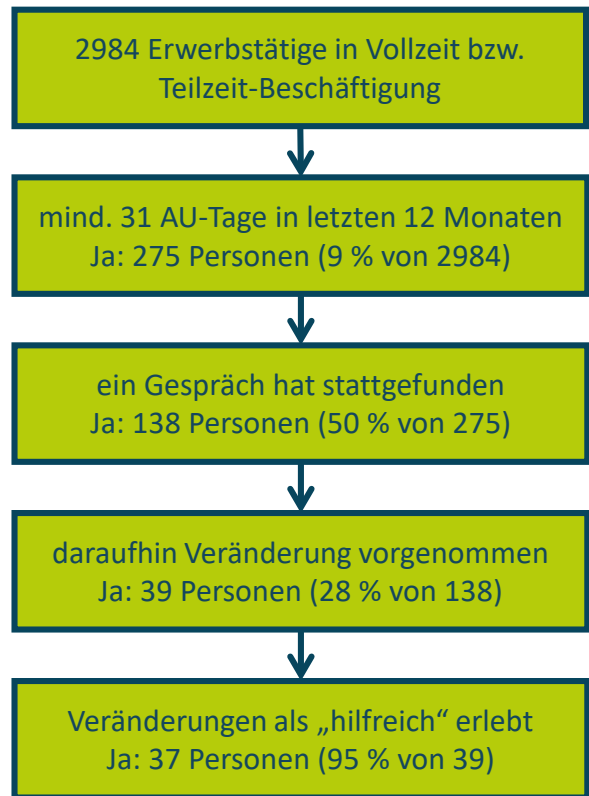 2984 Erwerbstätige in Vollzeit bzw.
Teilzeit-Beschäftigung
mind. 31 AU-Tage in letzten 12 Monaten
Ja: 275 Personen (9 % von 2984)
ein Gespräch hat stattgefunden
Ja: 138 Personen (50 % von 275)
daraufhin Veränderung vorgenommen
Ja: 39 Personen (28 % von 138)
Veränderungen als „hilfreich“ erlebt
Ja: 37 Personen (95 % von 39)